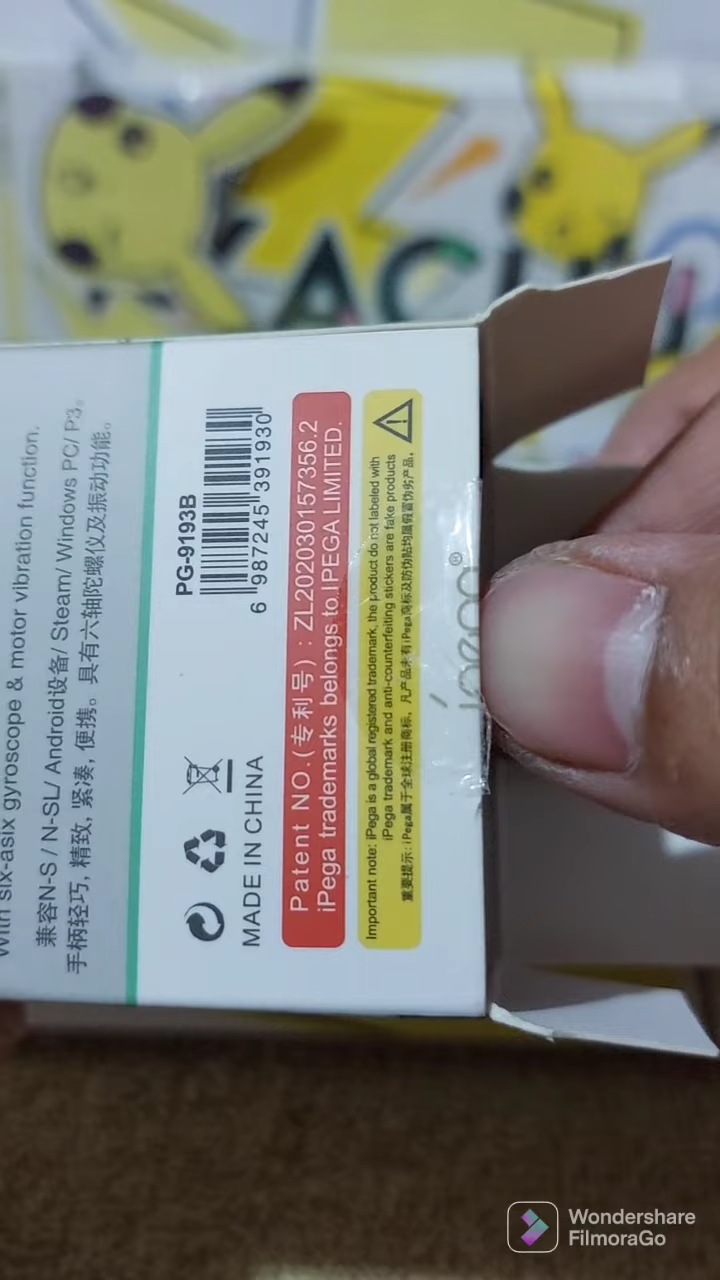 With six-asix gyroscope & motor vibration function.
兼容N-S / N-SL/ Android设备/ Steam/ Windows PC/ P3。
手柄轻巧, 精致, 紧凑, 便携。具有六轴陀螺仪及振动功能。
PG-9193B
6 987245 391930
MADE IN CHINA
Patent NO.(专利号) : ZL202030157356.2
iPega trademarks belongs to IPEGA LIMITED.
Important note: iPega is a global registered trademark, the product do not labeled with
iPega trademark and anti-counterfeiting stickers are fake products
重要提示: iPega属于全球注册商标, 凡产品未有iPega商标及防伪贴均属假冒伪劣产品。
ípega®
Wondershare
FilmoraGo